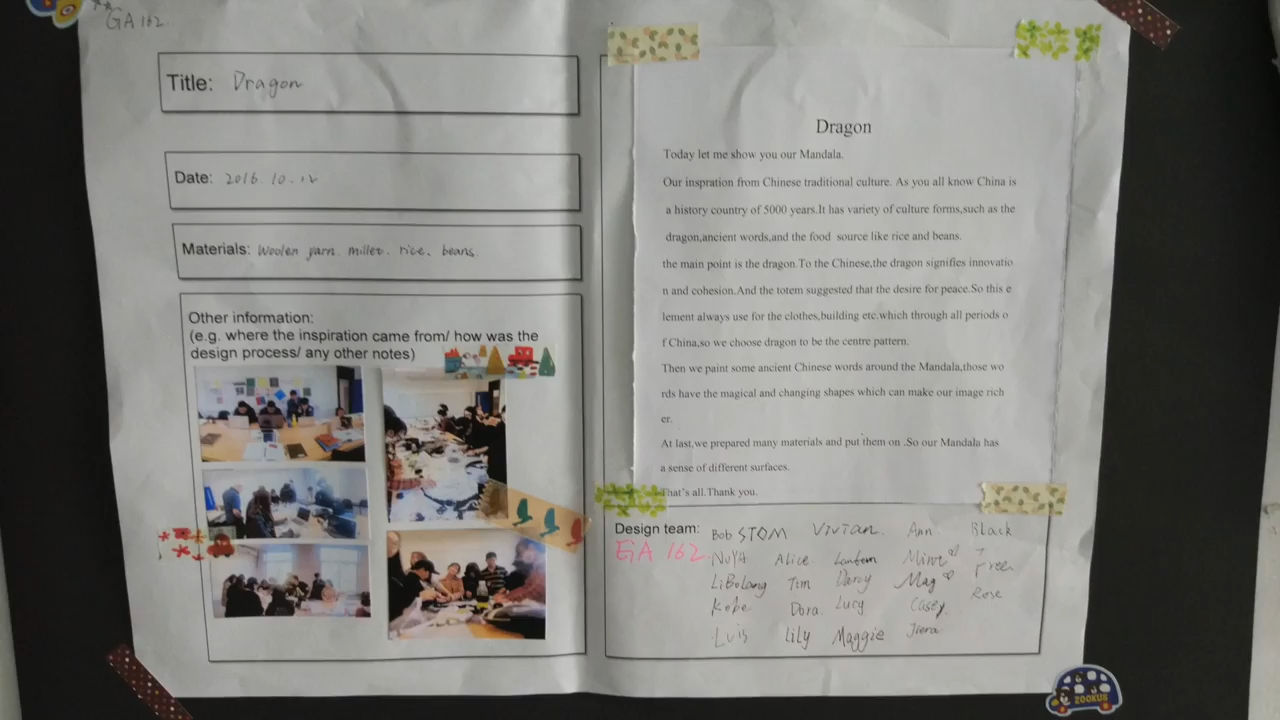 GA 162
Title: Dragon
Date: 2016.10.12
Materials: Woolen yarn. millet. rice. beans.
Other information:
(e.g. where the inspiration came from/ how was the
design process/ any other notes)
Dragon
Today let me show you our Mandala.
Our inspration from Chinese traditional culture. As you all know China is
a history country of 5000 years.It has variety of culture forms,such as the
dragon,ancient words,and the food source like rice and beans.
the main point is the dragon.To the Chinese,the dragon signifies innovatio
n and cohesion.And the totem suggested that the desire for peace.So this e
lement always use for the clothes,building etc.which through all periods o
f China,so we choose dragon to be the centre pattern.
Then we paint some ancient Chinese words around the Mandala,those wo
rds have the magical and changing shapes which can make our image rich
er.
At last,we prepared many materials and put them on .So our Mandala has
a sense of different surfaces.
That's all.Thank you.
Design team: Bob STOM Vivian. Ann. Black
GA 162. Alice Lantern
LiBolang Tim Darcy Mag Rose
Kobe Dora. Lucy Casey.
Luis Lily Maggie
ZOOKUS